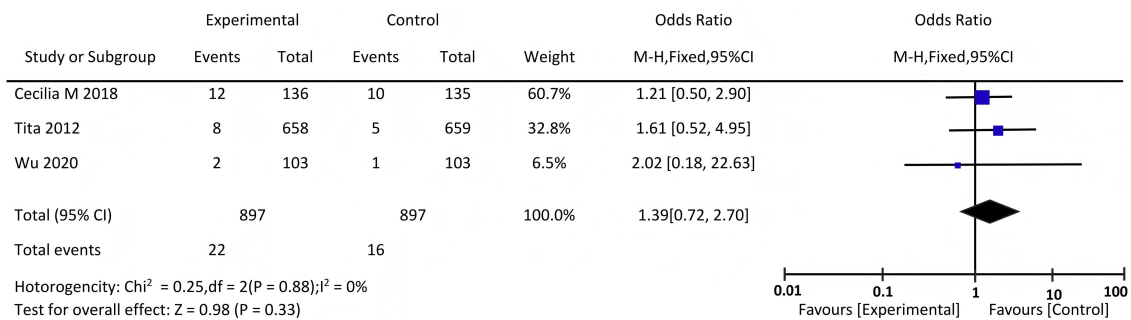 Experimental Control Odds Ratio Odds Ratio
Study or Subgroup Events Total Events Total Weight M-H,Fixed,95%CI M-H,Fixed,95%CI
Cecilia M 2018 12 136 10 135 60.7% 1.21 [0.50, 2.90]
Tita 2012 8 658 5 659 32.8% 1.61 [0.52, 4.95]
Wu 2020 2 103 1 103 6.5% 2.02 [0.18, 22.63]
Total (95% CI) 897 897 100.0% 1.39[0.72, 2.70]
Total events 22 16
Hotorogencity: Chi² = 0.25,df = 2(P = 0.88);I² = 0%
0.01 0.1 1 10 100
Test for overall effect: Z = 0.98 (P = 0.33) Favours [Experimental] Favours [Control]